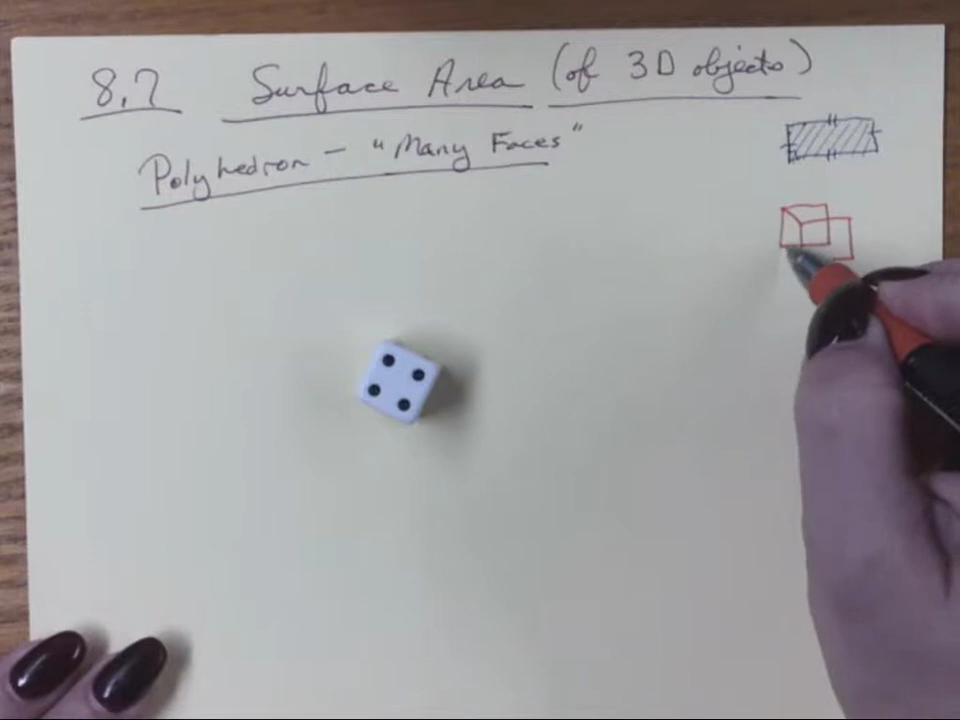 8.7 Surface Area (of 3D objects)
Polyhedron - "Many Faces"